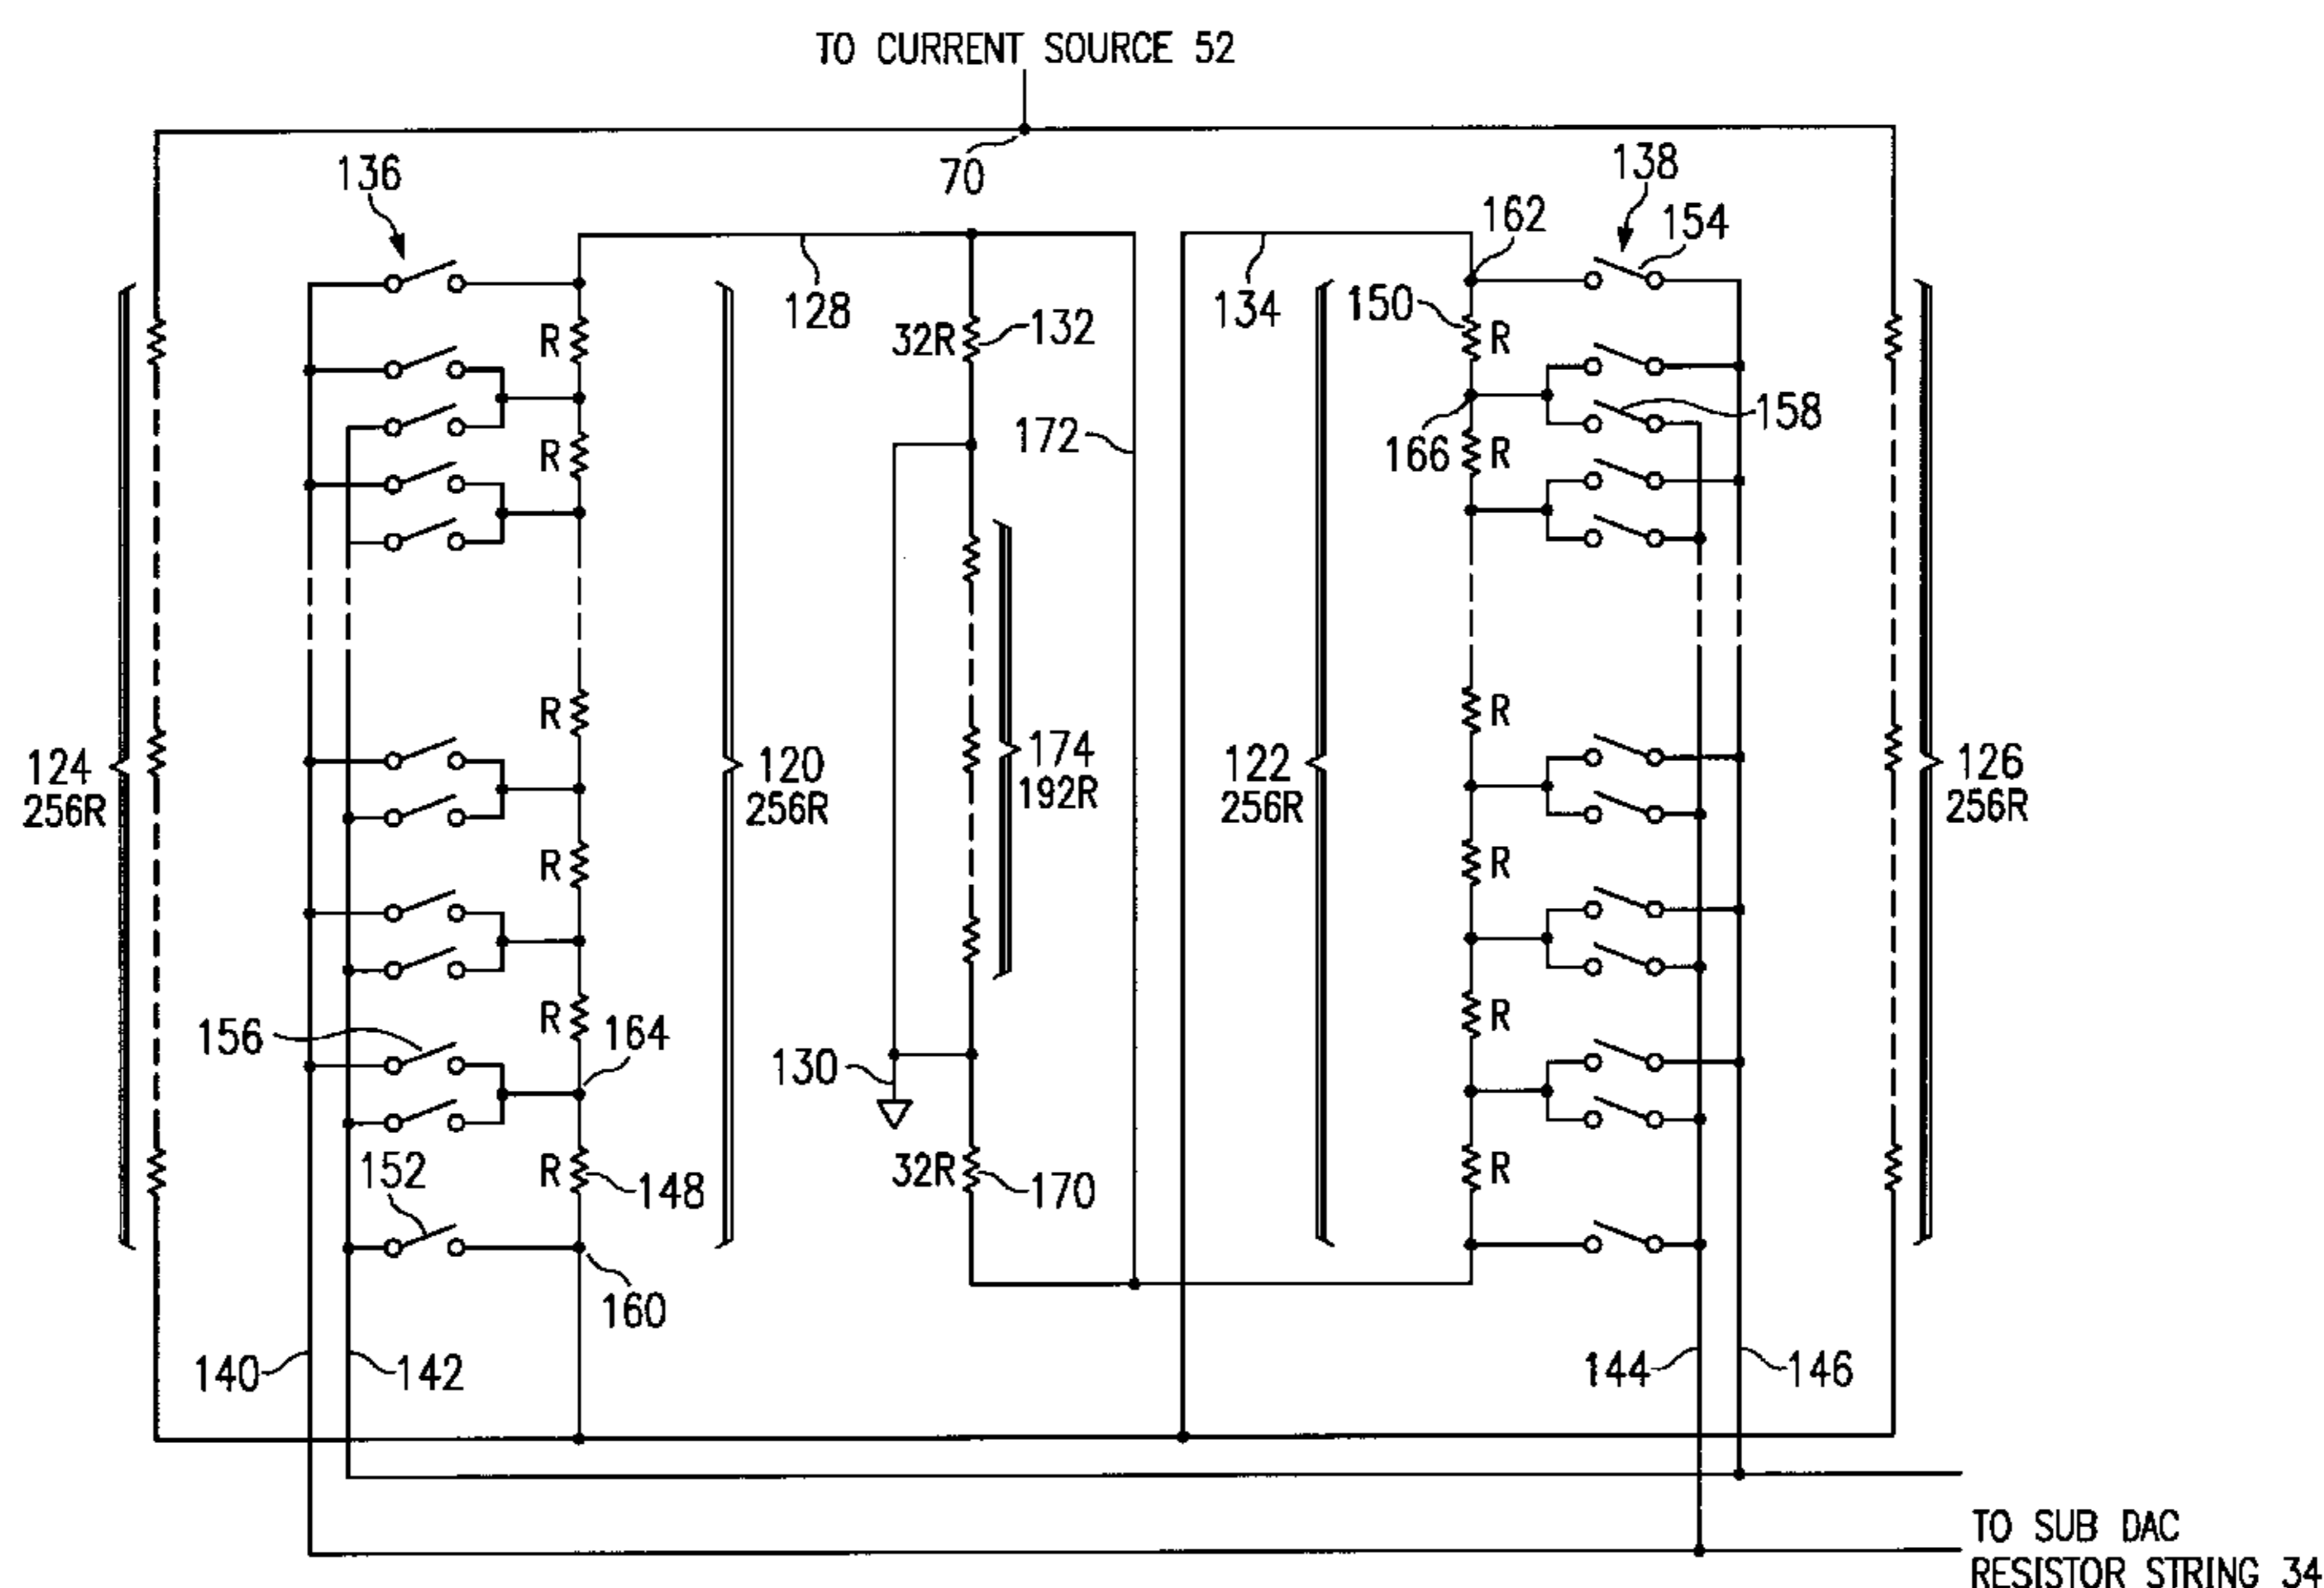 TO CURRENT SOURCE 52
70
136
138
154
162
128
134
150
R
32R
132
R
R
172
166
R
158
R
R
124
256R
120
256R
174
192R
122
256R
126
256R
R
R
156
R
164
R
130
152
R
148
32R
170
R
160
140
142
144
146
TO SUB DAC
RESISTOR STRING 34